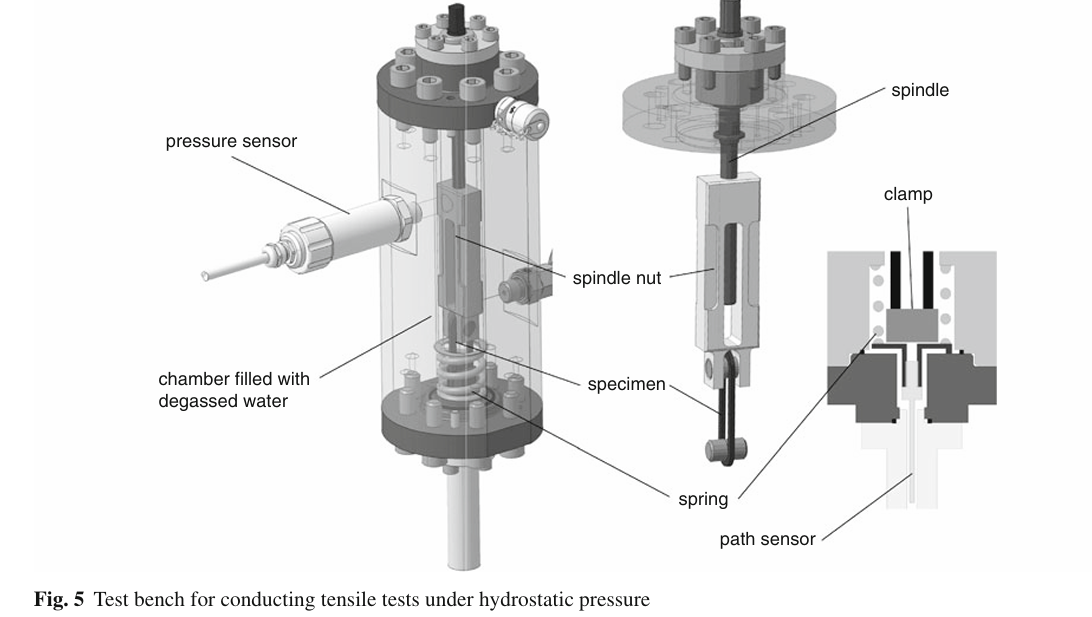 spindle
pressure sensor
clamp
spindle nut
chamber filled with
degassed water
specimen
spring
path sensor
Fig. 5 Test bench for conducting tensile tests under hydrostatic pressure